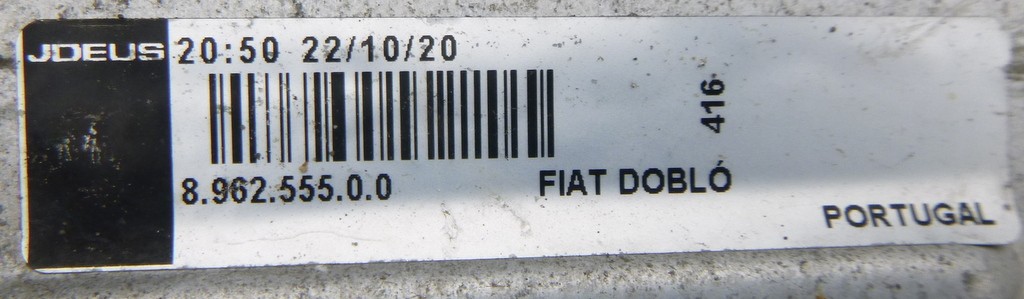 JDEUS 20:50 22/10/20
416
8.962.555.0.0 FIAT DOBLÓ
PORTUGAL